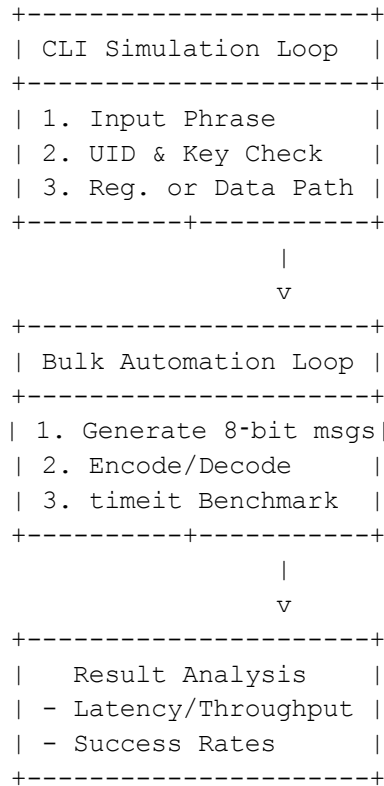 +----------------------+
| CLI Simulation Loop  |
+----------------------+
| 1. Input Phrase      |
| 2. UID & Key Check   |
| 3. Reg. or Data Path |
+----------+-----------+
                 |
                 v
+----------------------+
| Bulk Automation Loop |
+----------------------+
| 1. Generate 8-bit msgs|
| 2. Encode/Decode     |
| 3. timeit Benchmark  |
+----------+-----------+
                 |
                 v
+----------------------+
|   Result Analysis    |
| - Latency/Throughput |
| - Success Rates      |
+----------------------+